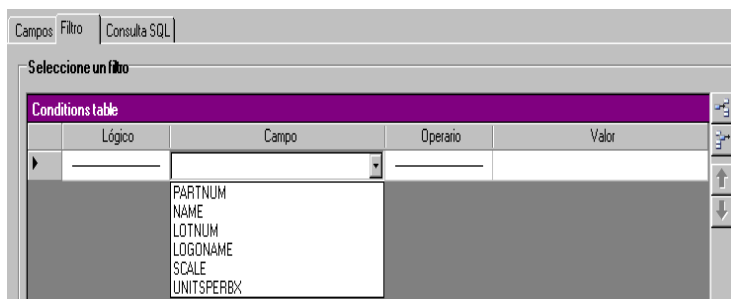 Campos Filtro Consulta SQL
Seleccione un filtro
Conditions table
Lógico Campo Operario Valor
PARTNUM
NAME
LOTNUM
LOGONAME
SCALE
UNITSPERBX